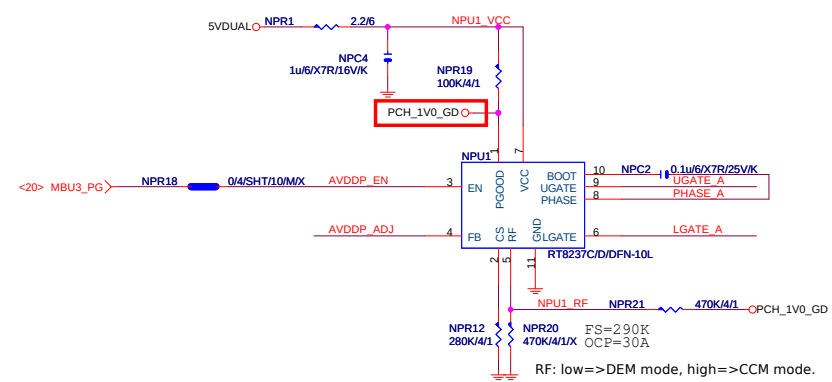 5VDUAL NPR1 2.2/6 NPU1_VCC
NPC4
1u/6/X7R/16V/K
NPR19
100K/4/1
PCH_1V0_GD
NPU1 1 7
<20> MBU3_PG NPR18 0/4/SHT/10/M/X AVDDP_EN 3 EN
PGOOD VCC
BOOT 10 NPC2 0.1u/6/X7R/25V/K
UGATE 9 UGATE_A
PHASE 8 PHASE_A
AVDDP_ADJ 4 FB CS RF GND LGATE 6 LGATE_A
RT8237C/D/DFN-10L
2 5 11
NPU1_RF NPR21 470K/4/1 PCH_1V0_GD
NPR12 NPR20 FS=290K
280K/4/1 470K/4/1/X OCP=30A
RF: low=>DEM mode, high=>CCM mode.